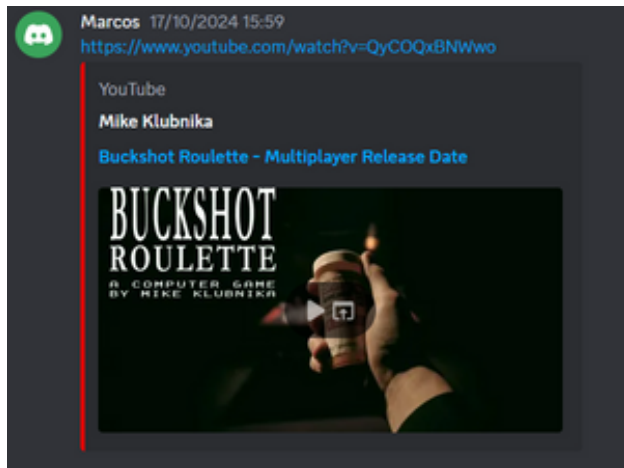 Marcos 17/10/2024 15:59
https://www.youtube.com/watch?v=QyCOQxBNWwo
YouTube
Mike Klubnika
Buckshot Roulette - Multiplayer Release Date
BUCKSHOT
ROULETTE
A COMPUTER GAME
BY MIKE KLUBNIKA